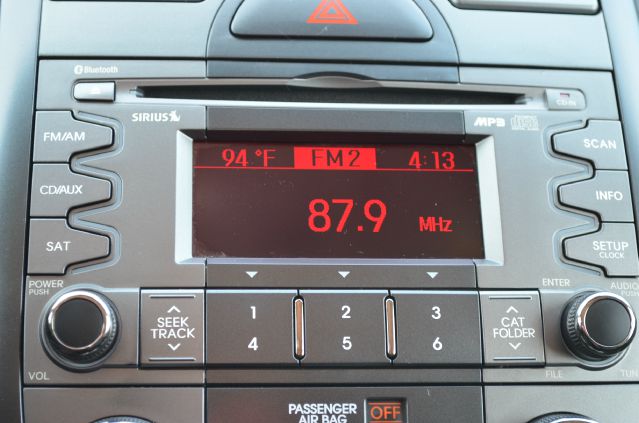 Bluetooth
CD-IN
SIRIUS
MP3
FM/AM
94 °F FM2 4:13
SCAN
CD/AUX
87.9 MHz
INFO
SAT
SETUP
CLOCK
POWER
PUSH
ENTER
AUDIO
PUSH
SEEK
TRACK
1 2 3
4 5 6
CAT
FOLDER
VOL
FILE
TUN
PASSENGER
AIR BAG
OFF